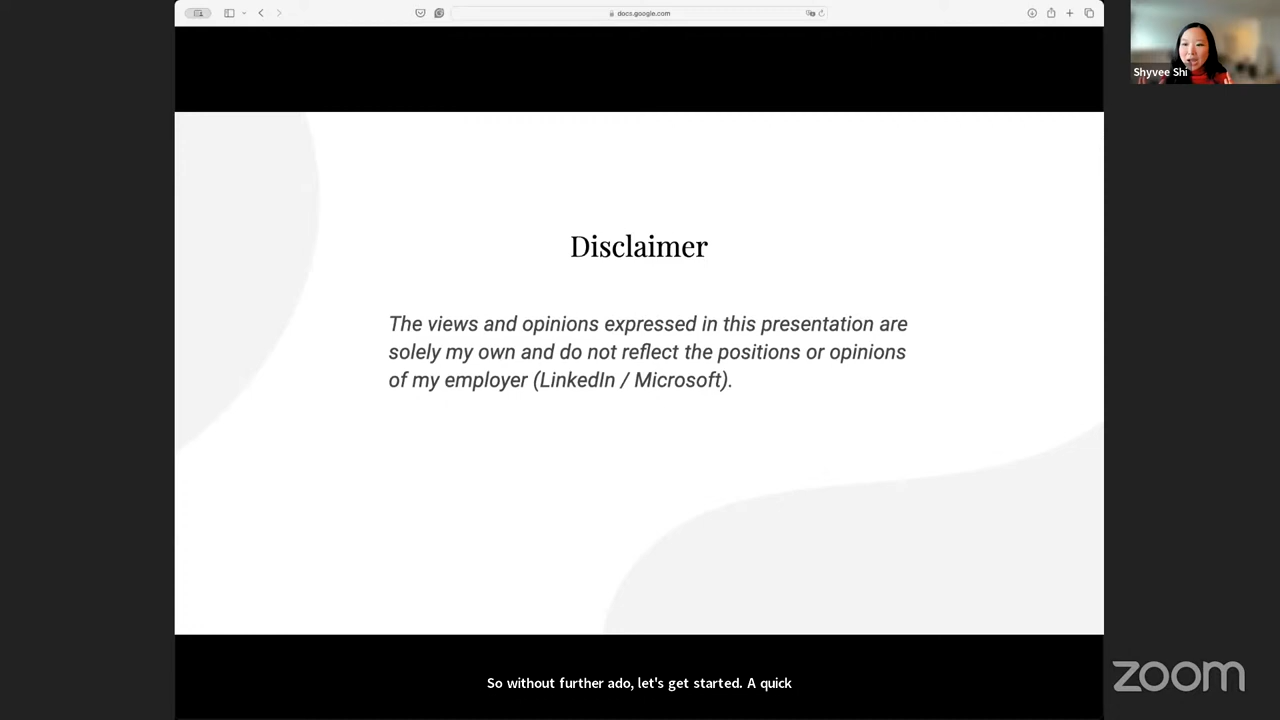 docs.google.com
Shyvee Shi
Disclaimer
The views and opinions expressed in this presentation are
solely my own and do not reflect the positions or opinions
of my employer (LinkedIn / Microsoft).
So without further ado, let's get started. A quick
zoom